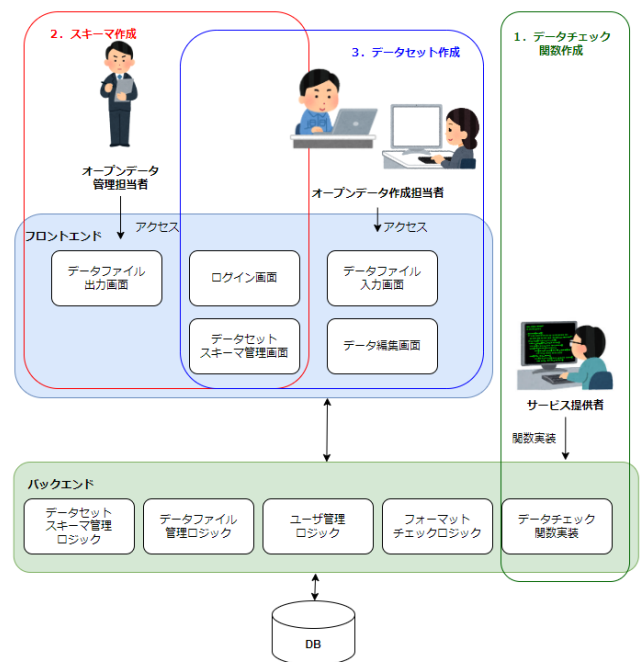 2．スキーマ作成
3．データセット作成
1．データチェック
関数作成
オープンデータ
管理担当者
オープンデータ作成担当者
アクセス
アクセス
フロントエンド
データファイル
出力画面
ログイン画面
データファイル
入力画面
データセット
スキーマ管理画面
データ編集画面
サービス提供者
関数実装
バックエンド
データセット
スキーマ管理
ロジック
データファイル
管理ロジック
ユーザ管理
ロジック
フォーマット
チェックロジック
データチェック
関数実装
DB